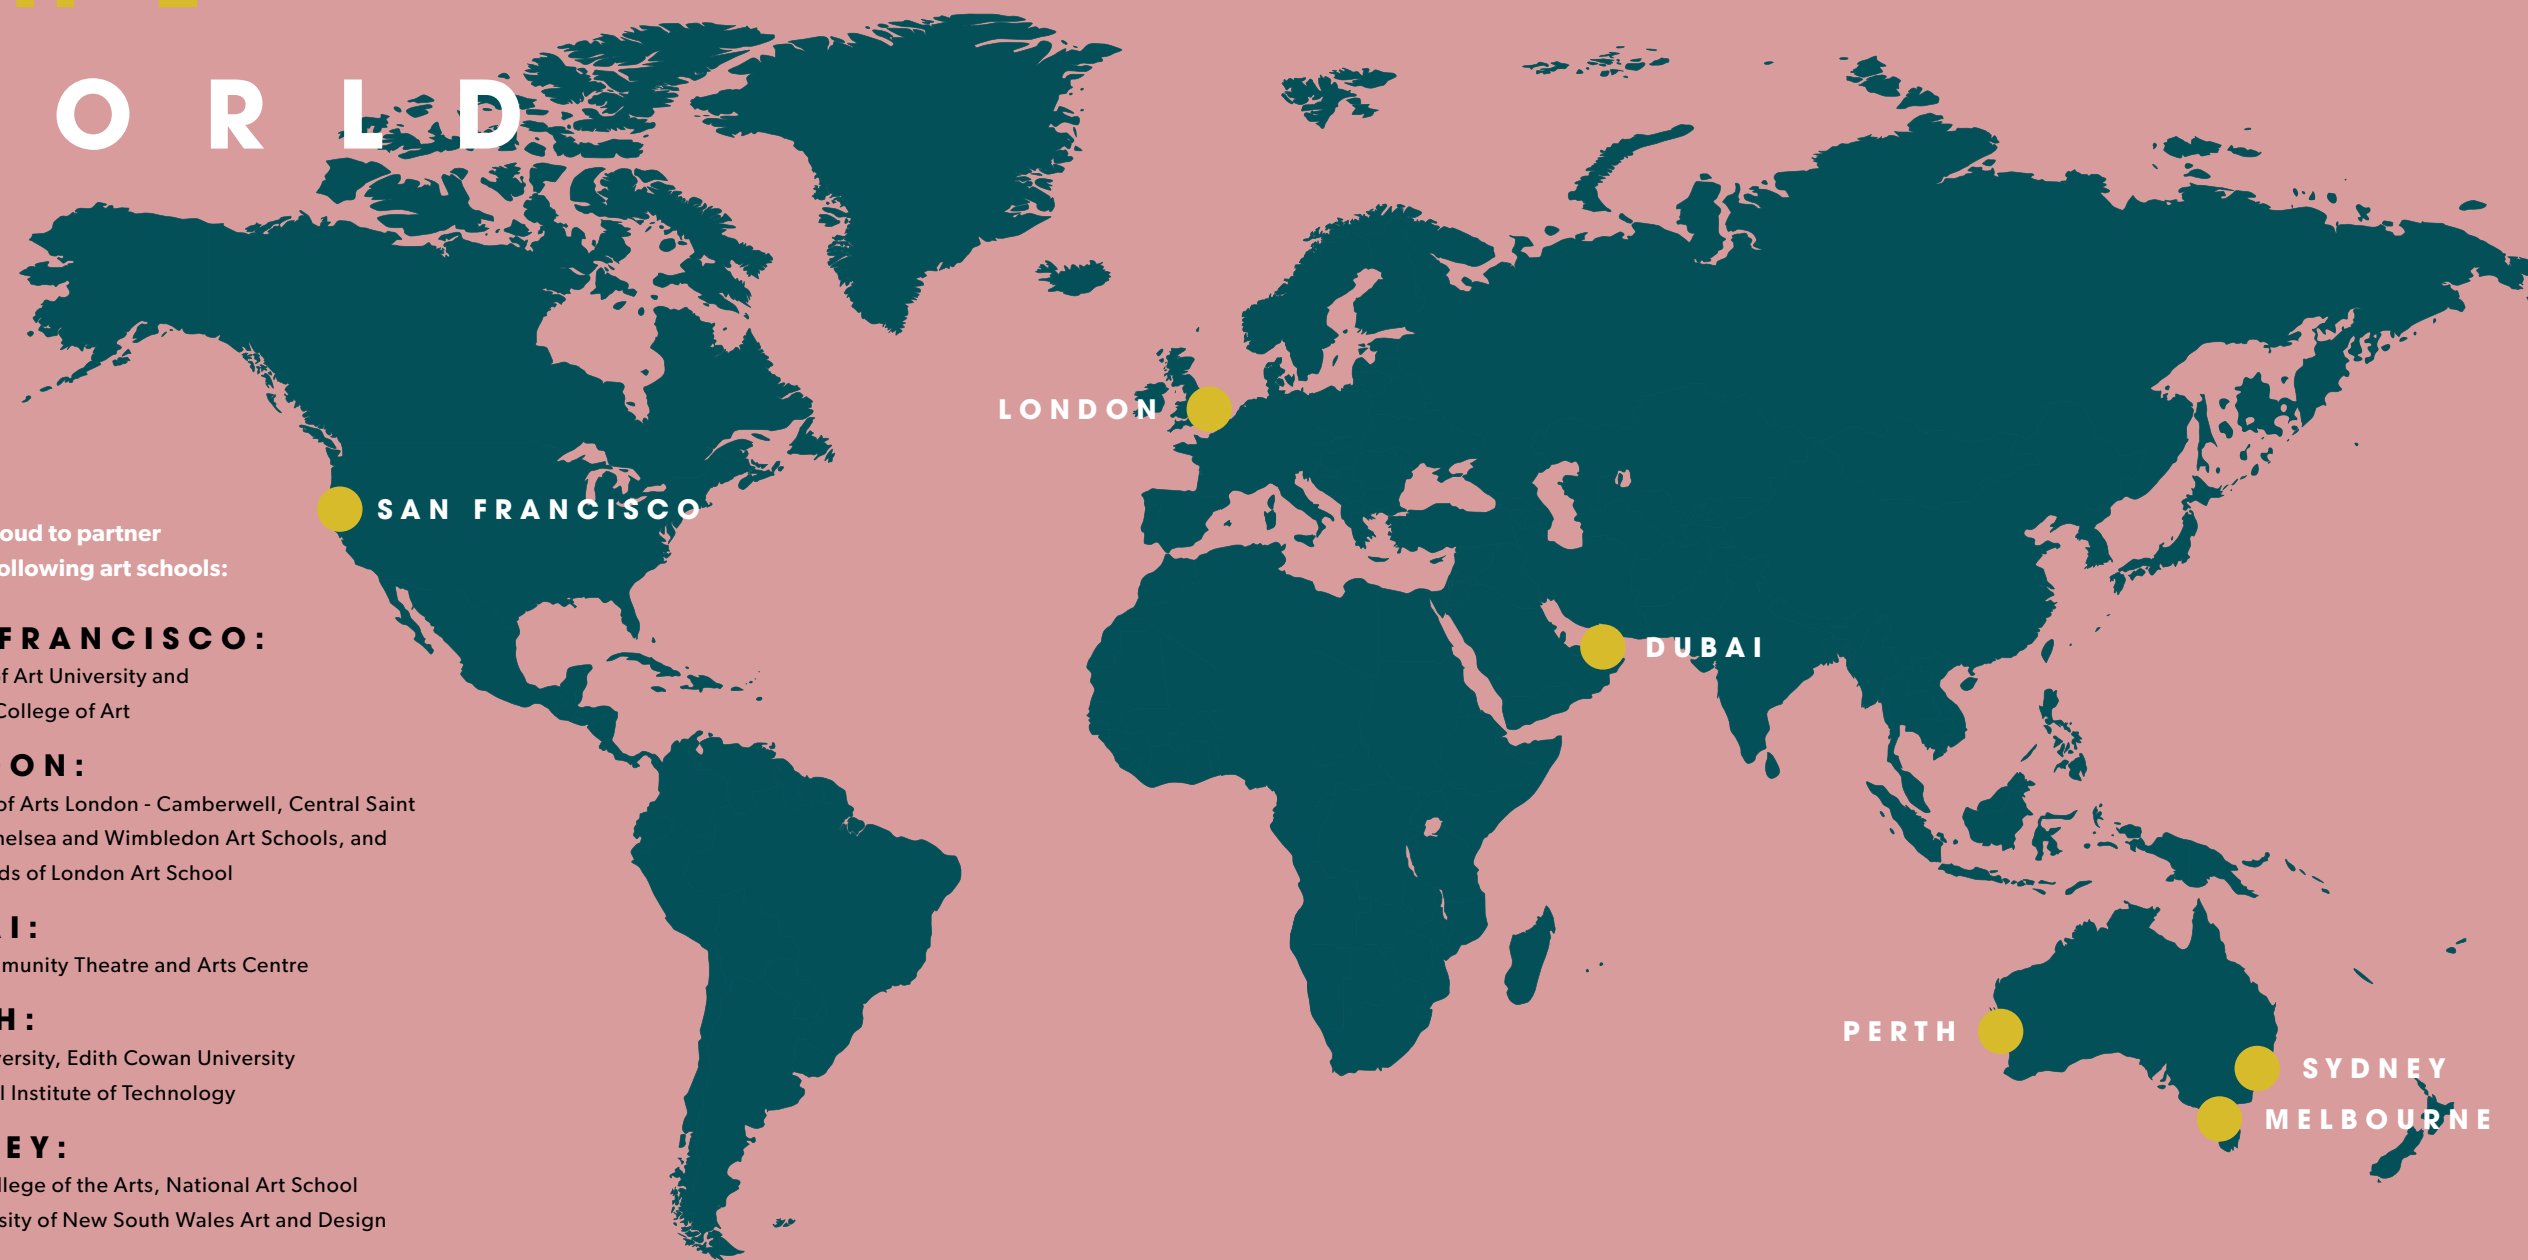 ORLD
LONDON
SAN FRANCISCO
DUBAI
PERTH
SYDNEY
MELBOURNE
oud to partner
ollowing art schools:
FRANCISCO:
f Art University and
College of Art
ON:
of Arts London - Camberwell, Central Saint
helsea and Wimbledon Art Schools, and
ds of London Art School
I:
munity Theatre and Arts Centre
H:
ersity, Edith Cowan University
l Institute of Technology
EY:
llege of the Arts, National Art School
sity of New South Wales Art and Design